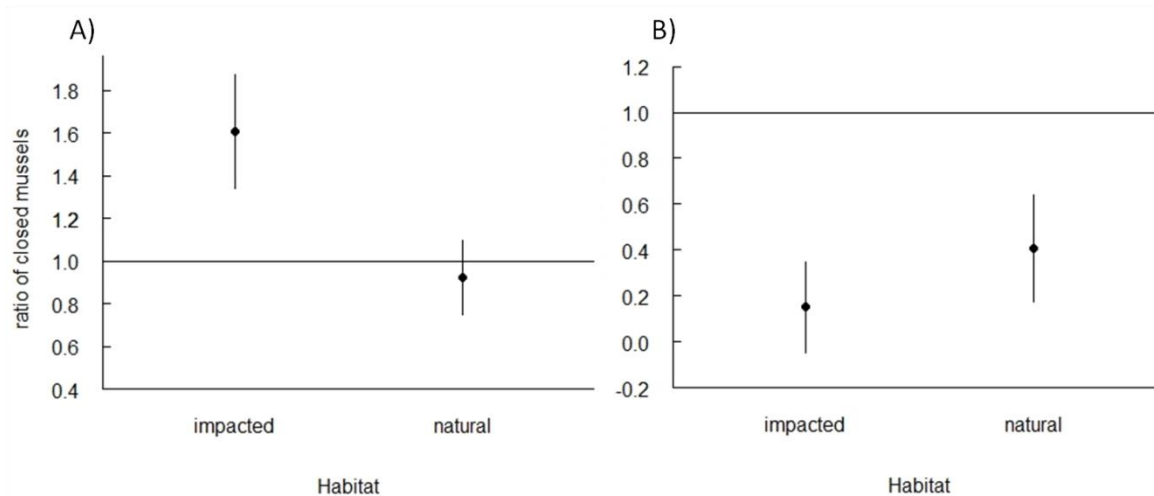 A)
ratio of closed mussels
1.8
1.6
1.4
1.2
1.0
0.8
0.6
0.4
impacted natural
Habitat
B)
1.2
1.0
0.8
0.6
0.4
0.2
0.0
-0.2
impacted natural
Habitat